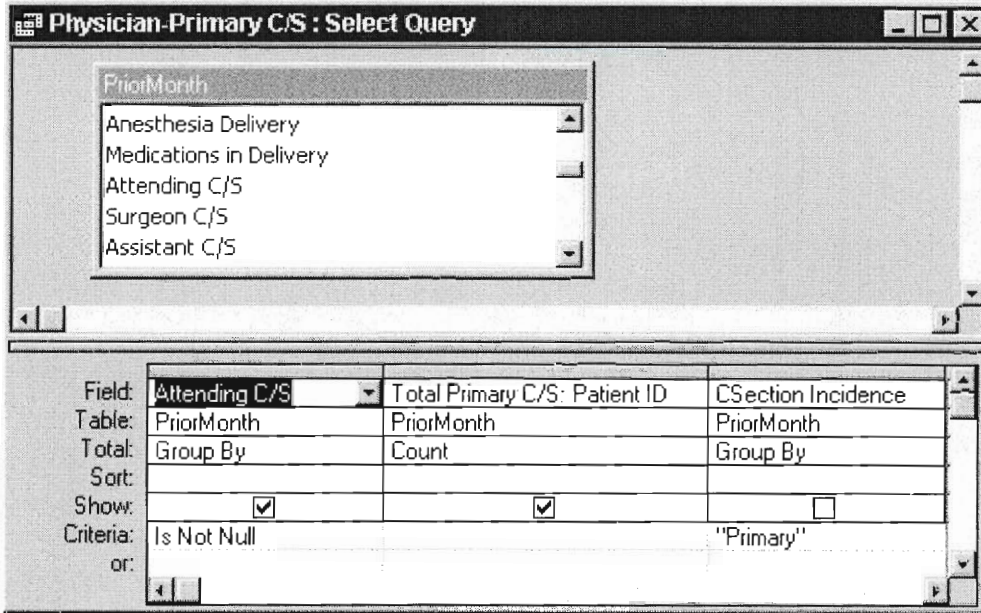 Physician-Primary C/S : Select Query
PriorMonth
Anesthesia Delivery
Medications in Delivery
Attending C/S
Surgeon C/S
Assistant C/S
Field: Attending C/S Total Primary C/S: Patient ID CSection Incidence
Table: PriorMonth PriorMonth PriorMonth
Total: Group By Count Group By
Sort:
Show:
Criteria: Is Not Null "Primary"
or: